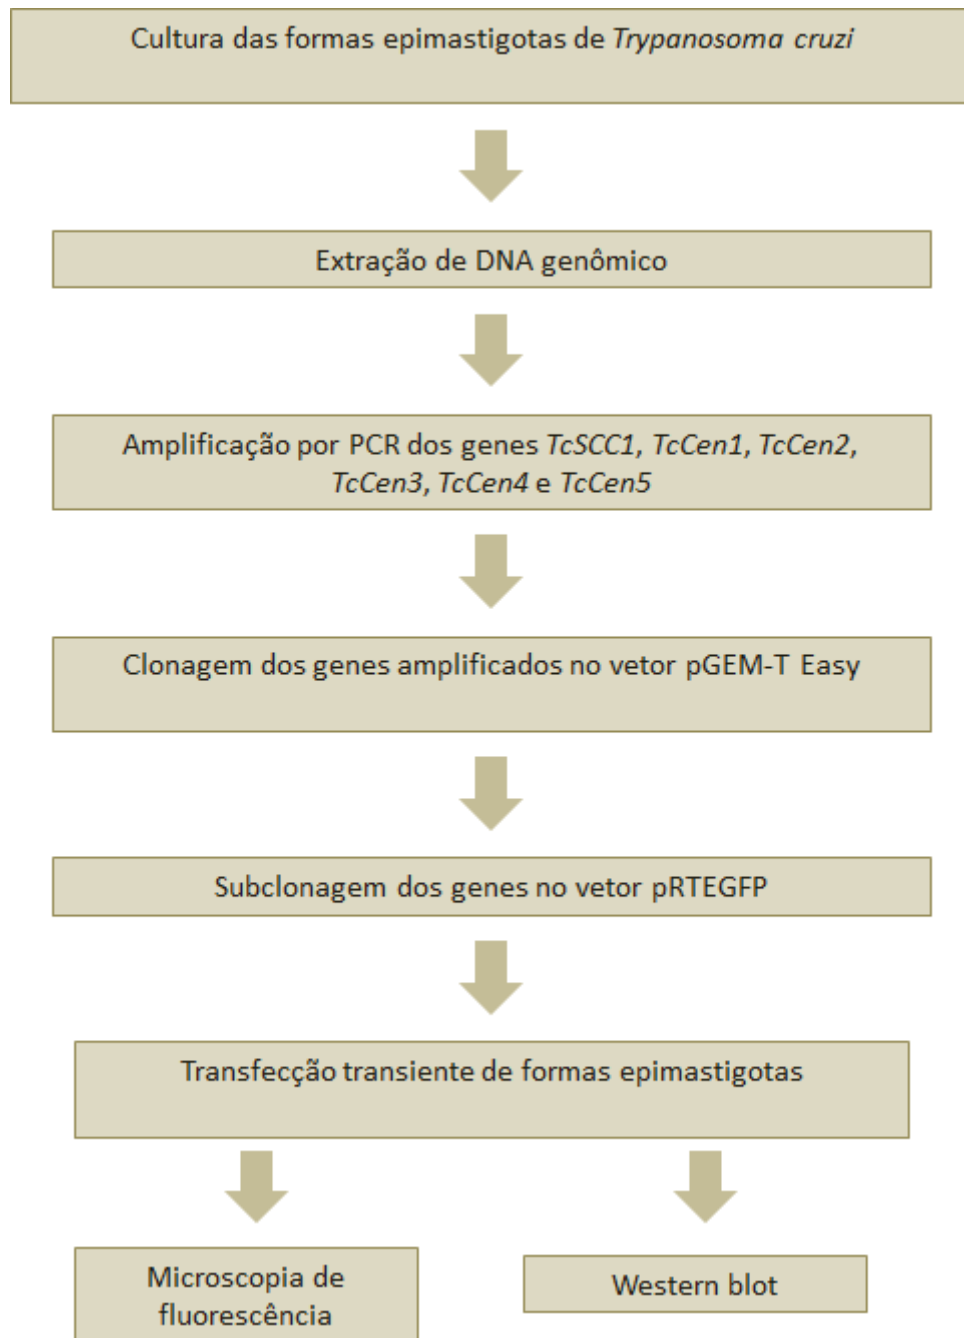 Cultura das formas epimastigotas de Trypanosoma cruzi
Extração de DNA genômico
Amplificação por PCR dos genes TcSCC1, TcCen1, TcCen2,
TcCen3, TcCen4 e TcCen5
Clonagem dos genes amplificados no vetor pGEM-T Easy
Subclonagem dos genes no vetor pRTEGFP
Transfecção transiente de formas epimastigotas
Microscopia de
fluorescência
Western blot